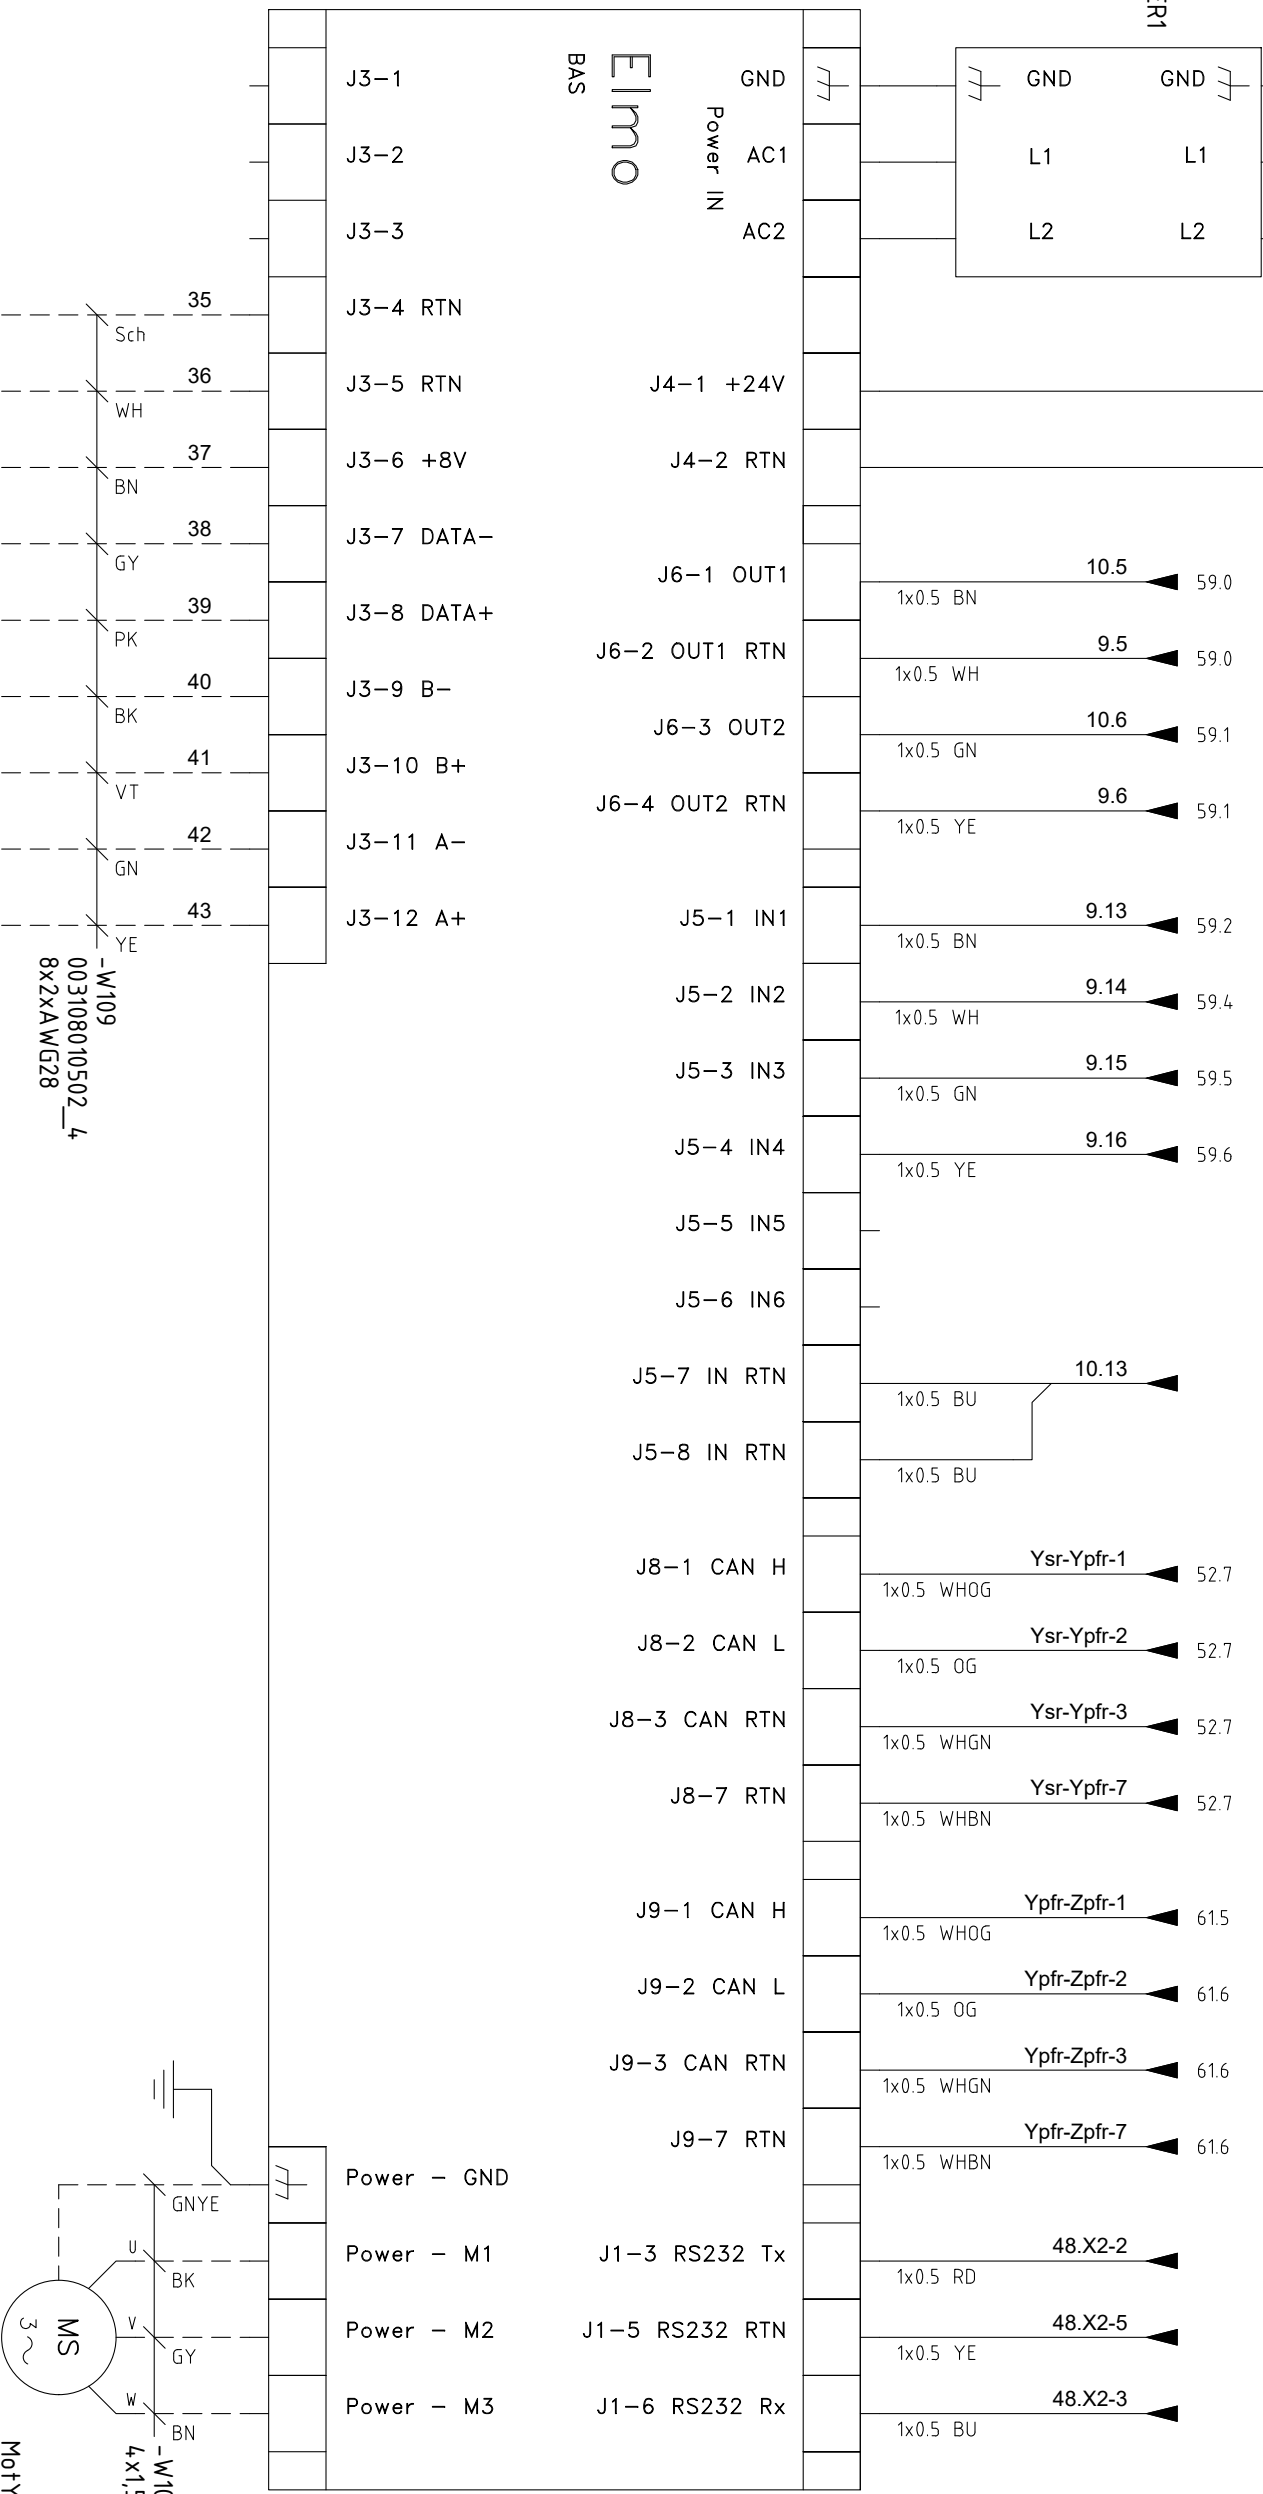 ER1
Elmo
BAS
Power IN
J3-1
GND
GND
GND
J3-2
AC1
L1
L1
J3-3
AC2
L2
L2
35
Sch
J3-4 RTN
36
WH
J3-5 RTN
J4-1 +24V
37
BN
J3-6 +8V
J4-2 RTN
38
GY
J3-7 DATA-
39
PK
J3-8 DATA+
40
BK
J3-9 B-
41
VT
J3-10 B+
42
GN
J3-11 A-
43
YE
J3-12 A+
-W109
003108010502_4
8x2xAWG28
J6-1 OUT1
10.5
59.0
1x0.5 BN
J6-2 OUT1 RTN
9.5
59.0
1x0.5 WH
J6-3 OUT2
10.6
59.1
1x0.5 GN
J6-4 OUT2 RTN
9.6
59.1
1x0.5 YE
J5-1 IN1
9.13
59.2
1x0.5 BN
J5-2 IN2
9.14
59.4
1x0.5 WH
J5-3 IN3
9.15
59.5
1x0.5 GN
J5-4 IN4
9.16
59.6
1x0.5 YE
J5-5 IN5
J5-6 IN6
J5-7 IN RTN
10.13
1x0.5 BU
J5-8 IN RTN
1x0.5 BU
J8-1 CAN H
Ysr-Ypfr-1
52.7
1x0.5 WHOG
J8-2 CAN L
Ysr-Ypfr-2
52.7
1x0.5 OG
J8-3 CAN RTN
Ysr-Ypfr-3
52.7
1x0.5 WHGN
J8-7 RTN
Ysr-Ypfr-7
52.7
1x0.5 WHBN
J9-1 CAN H
Ypfr-Zpfr-1
61.5
1x0.5 WHOG
J9-2 CAN L
Ypfr-Zpfr-2
61.6
1x0.5 OG
J9-3 CAN RTN
Ypfr-Zpfr-3
61.6
1x0.5 WHGN
J9-7 RTN
Ypfr-Zpfr-7
61.6
1x0.5 WHBN
Power - GND
GNYE
Power - M1
U
BK
J1-3 RS232 Tx
48.X2-2
1x0.5 RD
Power - M2
V
GY
J1-5 RS232 RTN
48.X2-5
1x0.5 YE
Power - M3
W
BN
J1-6 RS232 Rx
48.X2-3
1x0.5 BU
MS
3~
-W10
4x1,5
MotY